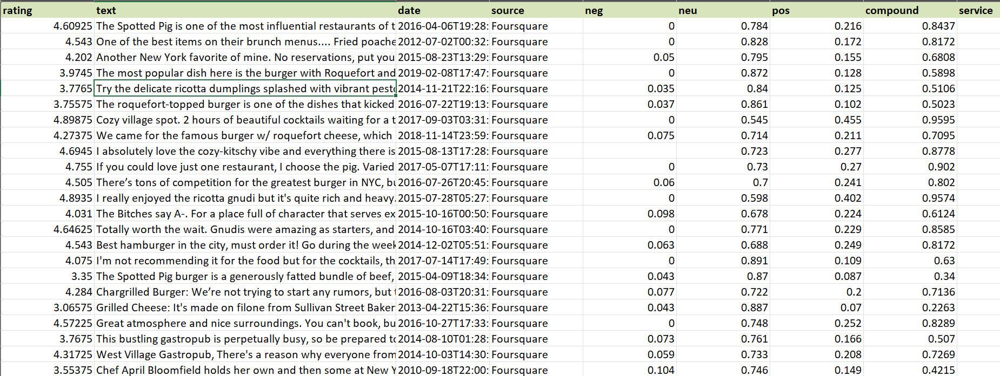 rating text date source neg neu pos compound service
4.60925 The Spotted Pig is one of the most influential restaurants of t 2016-04-06T19:28: Foursquare 0 0.784 0.216 0.8437
4.543 One of the best items on their brunch menus.... Fried poache 2012-07-02T00:32: Foursquare 0 0.828 0.172 0.8172
4.202 Another New York favorite of mine. No reservations, put you 2015-08-23T13:29: Foursquare 0.05 0.795 0.155 0.6808
3.9745 The most popular dish here is the burger with Roquefort and 2019-02-08T17:47: Foursquare 0 0.872 0.128 0.5898
3.7765 Try the delicate ricotta dumplings splashed with vibrant pesto 2014-11-21T22:16: Foursquare 0.035 0.84 0.125 0.5106
3.75575 The roquefort-topped burger is one of the dishes that kicked 2016-07-22T19:13: Foursquare 0.037 0.861 0.102 0.5023
4.89875 Cozy village spot. 2 hours of beautiful cocktails waiting for a t 2017-09-03T03:31: Foursquare 0 0.545 0.455 0.9595
4.27375 We came for the famous burger w/ roquefort cheese, which 2018-11-14T23:59: Foursquare 0.075 0.714 0.211 0.7095
4.6945 I absolutely love the cozy-kitschy vibe and everything there is 2015-08-13T17:28: Foursquare 0.723 0.277 0.8778
4.755 If you could love just one restaurant, I choose the pig. Varied 2017-05-07T17:11: Foursquare 0 0.73 0.27 0.902
4.505 There’s tons of competition for the greatest burger in NYC, bu 2016-07-26T20:45: Foursquare 0.06 0.7 0.241 0.802
4.8935 I really enjoyed the ricotta gnudi but it's quite rich and heavy. 2015-07-28T05:27: Foursquare 0 0.598 0.402 0.9574
4.031 The Bitches say A-. For a place full of character that serves ex 2015-10-16T00:50: Foursquare 0.098 0.678 0.224 0.6124
4.64625 Totally worth the wait. Gnudis were amazing as starters, and 2014-10-16T03:40: Foursquare 0 0.771 0.229 0.8585
4.543 Best hamburger in the city, must order it! Go during the week 2014-12-02T05:51: Foursquare 0.063 0.688 0.249 0.8172
4.075 I'm not recommending it for the food but for the cocktails, th 2017-07-14T17:49: Foursquare 0 0.891 0.109 0.63
3.35 The Spotted Pig burger is a generously fatted bundle of beef, 2015-04-09T18:34: Foursquare 0.043 0.87 0.087 0.34
4.284 Chargrilled Burger: We’re not trying to start any rumors, but t 2016-08-03T20:31: Foursquare 0.077 0.722 0.2 0.7136
3.06575 Grilled Cheese: It's made on filone from Sullivan Street Baker 2013-04-22T15:36: Foursquare 0.043 0.887 0.07 0.2263
4.57225 Great atmosphere and nice surroundings. You can't book, bu 2016-10-27T17:33: Foursquare 0 0.748 0.252 0.8289
3.7675 This bustling gastropub is perpetually busy, so be prepared to 2014-08-10T01:28: Foursquare 0.073 0.761 0.166 0.507
4.31725 West Village Gastropub, There's a reason why everyone from 2014-10-03T14:30: Foursquare 0.059 0.733 0.208 0.7269
3.55375 Chef April Bloomfield holds her own and then some at New Y 2010-09-18T22:00: Foursquare 0.104 0.746 0.149 0.4215